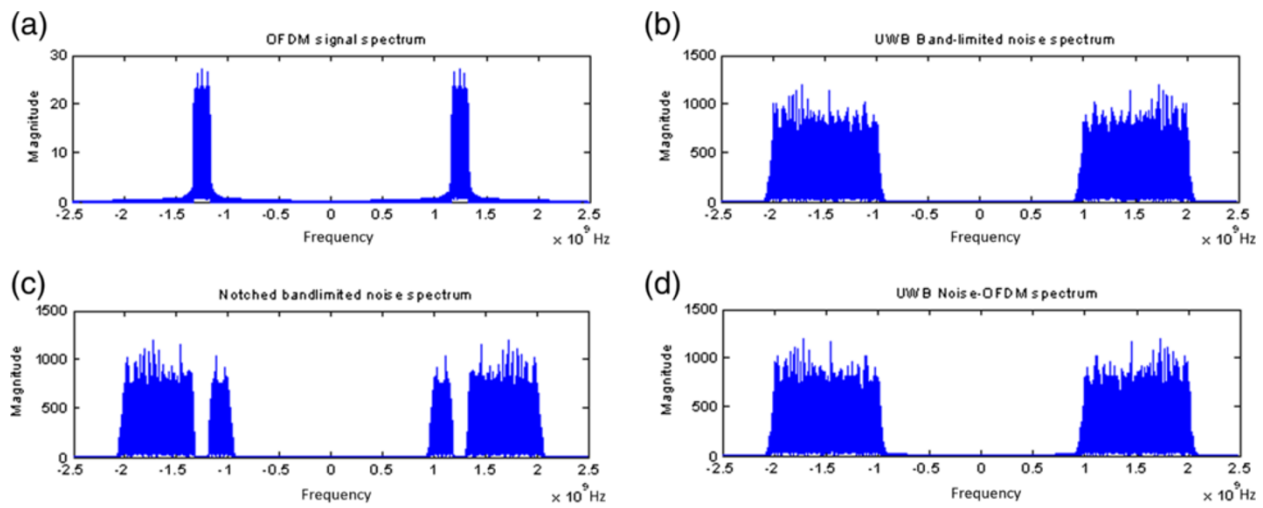 (a)
OFDM signal spectrum
30
20
10
0
Magnitude
-2.5 -2 -1.5 -1 -0.5 0 0.5 1 1.5 2 2.5
Frequency
× 10⁹ Hz
(b)
UWB Band-limited noise spectrum
1500
1000
500
0
Magnitude
-2.5 -2 -1.5 -1 -0.5 0 0.5 1 1.5 2 2.5
Frequency
× 10⁹ Hz
(c)
Notched bandlimited noise spectrum
1500
1000
500
0
Magnitude
-2.5 -2 -1.5 -1 -0.5 0 0.5 1 1.5 2 2.5
Frequency
× 10⁹ Hz
(d)
UWB Noise-OFDM spectrum
1500
1000
500
0
Magnitude
-2.5 -2 -1.5 -1 -0.5 0 0.5 1 1.5 2 2.5
Frequency
× 10⁹ Hz